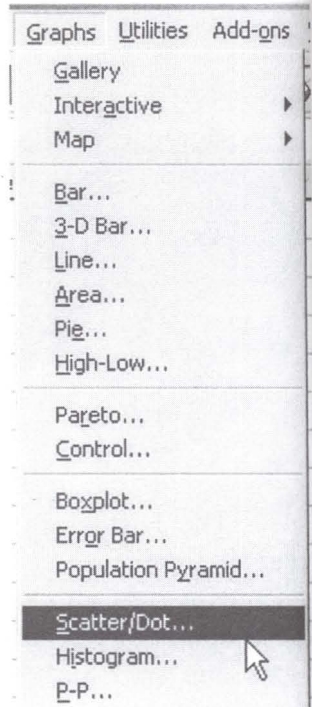 Graphs Utilities Add-ons
Gallery
Interactive
Map
Bar...
3-D Bar...
Line...
Area...
Pie...
High-Low...
Pareto...
Control...
Boxplot...
Error Bar...
Population Pyramid...
Scatter/Dot...
Histogram...
P-P...